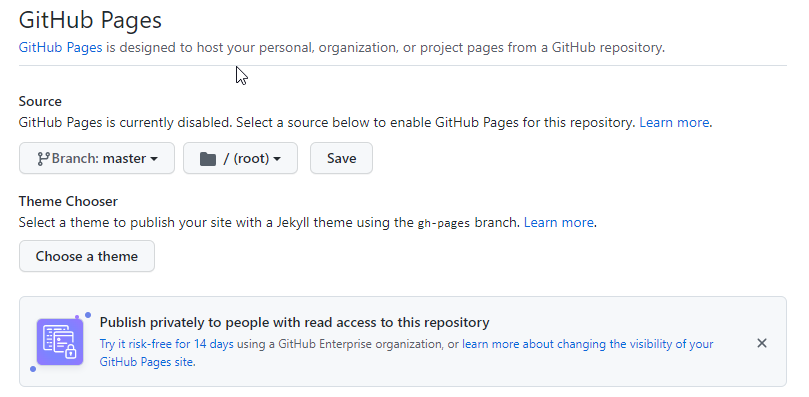 GitHub Pages
GitHub Pages is designed to host your personal, organization, or project pages from a GitHub repository.
Source
GitHub Pages is currently disabled. Select a source below to enable GitHub Pages for this repository. Learn more.
Branch: master / (root) Save
Theme Chooser
Select a theme to publish your site with a Jekyll theme using the gh-pages branch. Learn more.
Choose a theme
Publish privately to people with read access to this repository
Try it risk-free for 14 days using a GitHub Enterprise organization, or learn more about changing the visibility of your
GitHub Pages site.